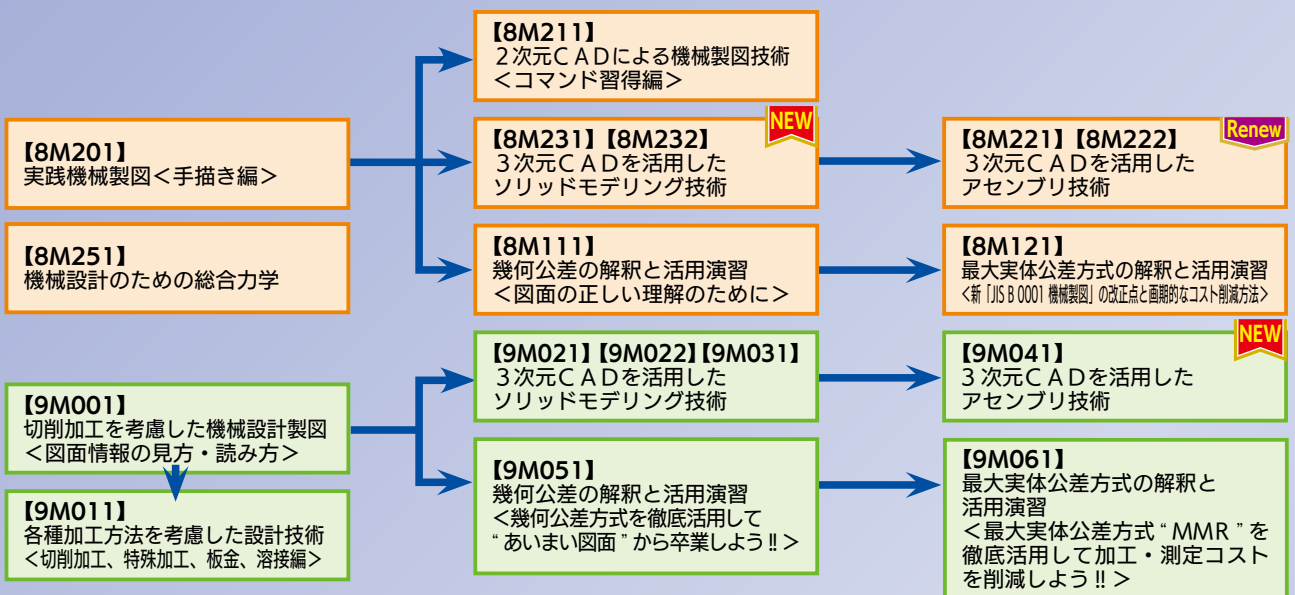 【8M211】
２次元ＣＡＤによる機械製図技術
＜コマンド習得編＞
【8M201】
実践機械製図＜手描き編＞
NEW
【8M231】【8M232】
３次元ＣＡＤを活用した
ソリッドモデリング技術
Renew
【8M221】【8M222】
３次元ＣＡＤを活用した
アセンブリ技術
【8M251】
機械設計のための総合力学
【8M111】
幾何公差の解釈と活用演習
＜図面の正しい理解のために＞
【8M121】
最大実体公差方式の解釈と活用演習
＜新「JIS B 0001 機械製図」の改正点と画期的なコスト削減方法＞
【9M001】
切削加工を考慮した機械設計製図
＜図面情報の見方・読み方＞
【9M021】【9M022】【9M031】
３次元ＣＡＤを活用した
ソリッドモデリング技術
NEW
【9M041】
３次元ＣＡＤを活用した
アセンブリ技術
【9M011】
各種加工方法を考慮した設計技術
＜切削加工、特殊加工、板金、溶接編＞
【9M051】
幾何公差の解釈と活用演習
＜幾何公差方式を徹底活用して
“あいまい図面”から卒業しよう!!＞
【9M061】
最大実体公差方式の解釈と
活用演習
＜最大実体公差方式“MMR”を
徹底活用して加工・測定コスト
を削減しよう!!＞